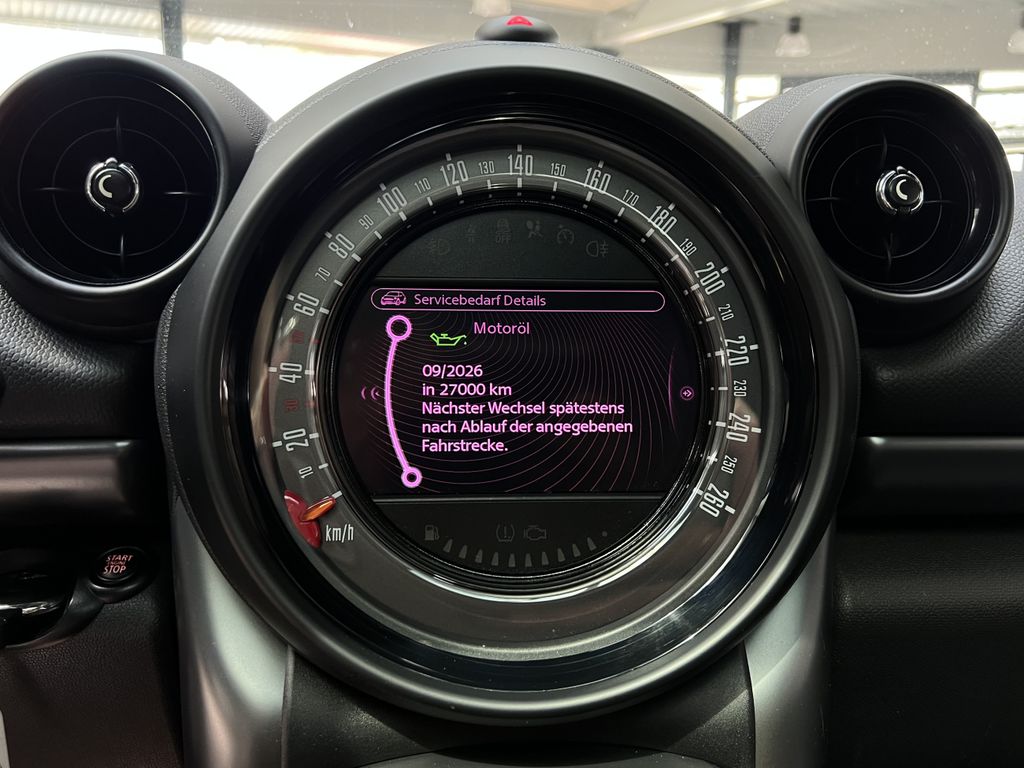 Servicebedarf Details
Motoröl
09/2026
in 27000 km
Nächster Wechsel spätestens
nach Ablauf der angegebenen
Fahrstrecke.
OFF
10
20
30
40
50
60
70
80
90
100
110
120
130
140
150
160
170
180
190
200
210
220
230
240
250
260
km/h
START
ENGINE
STOP